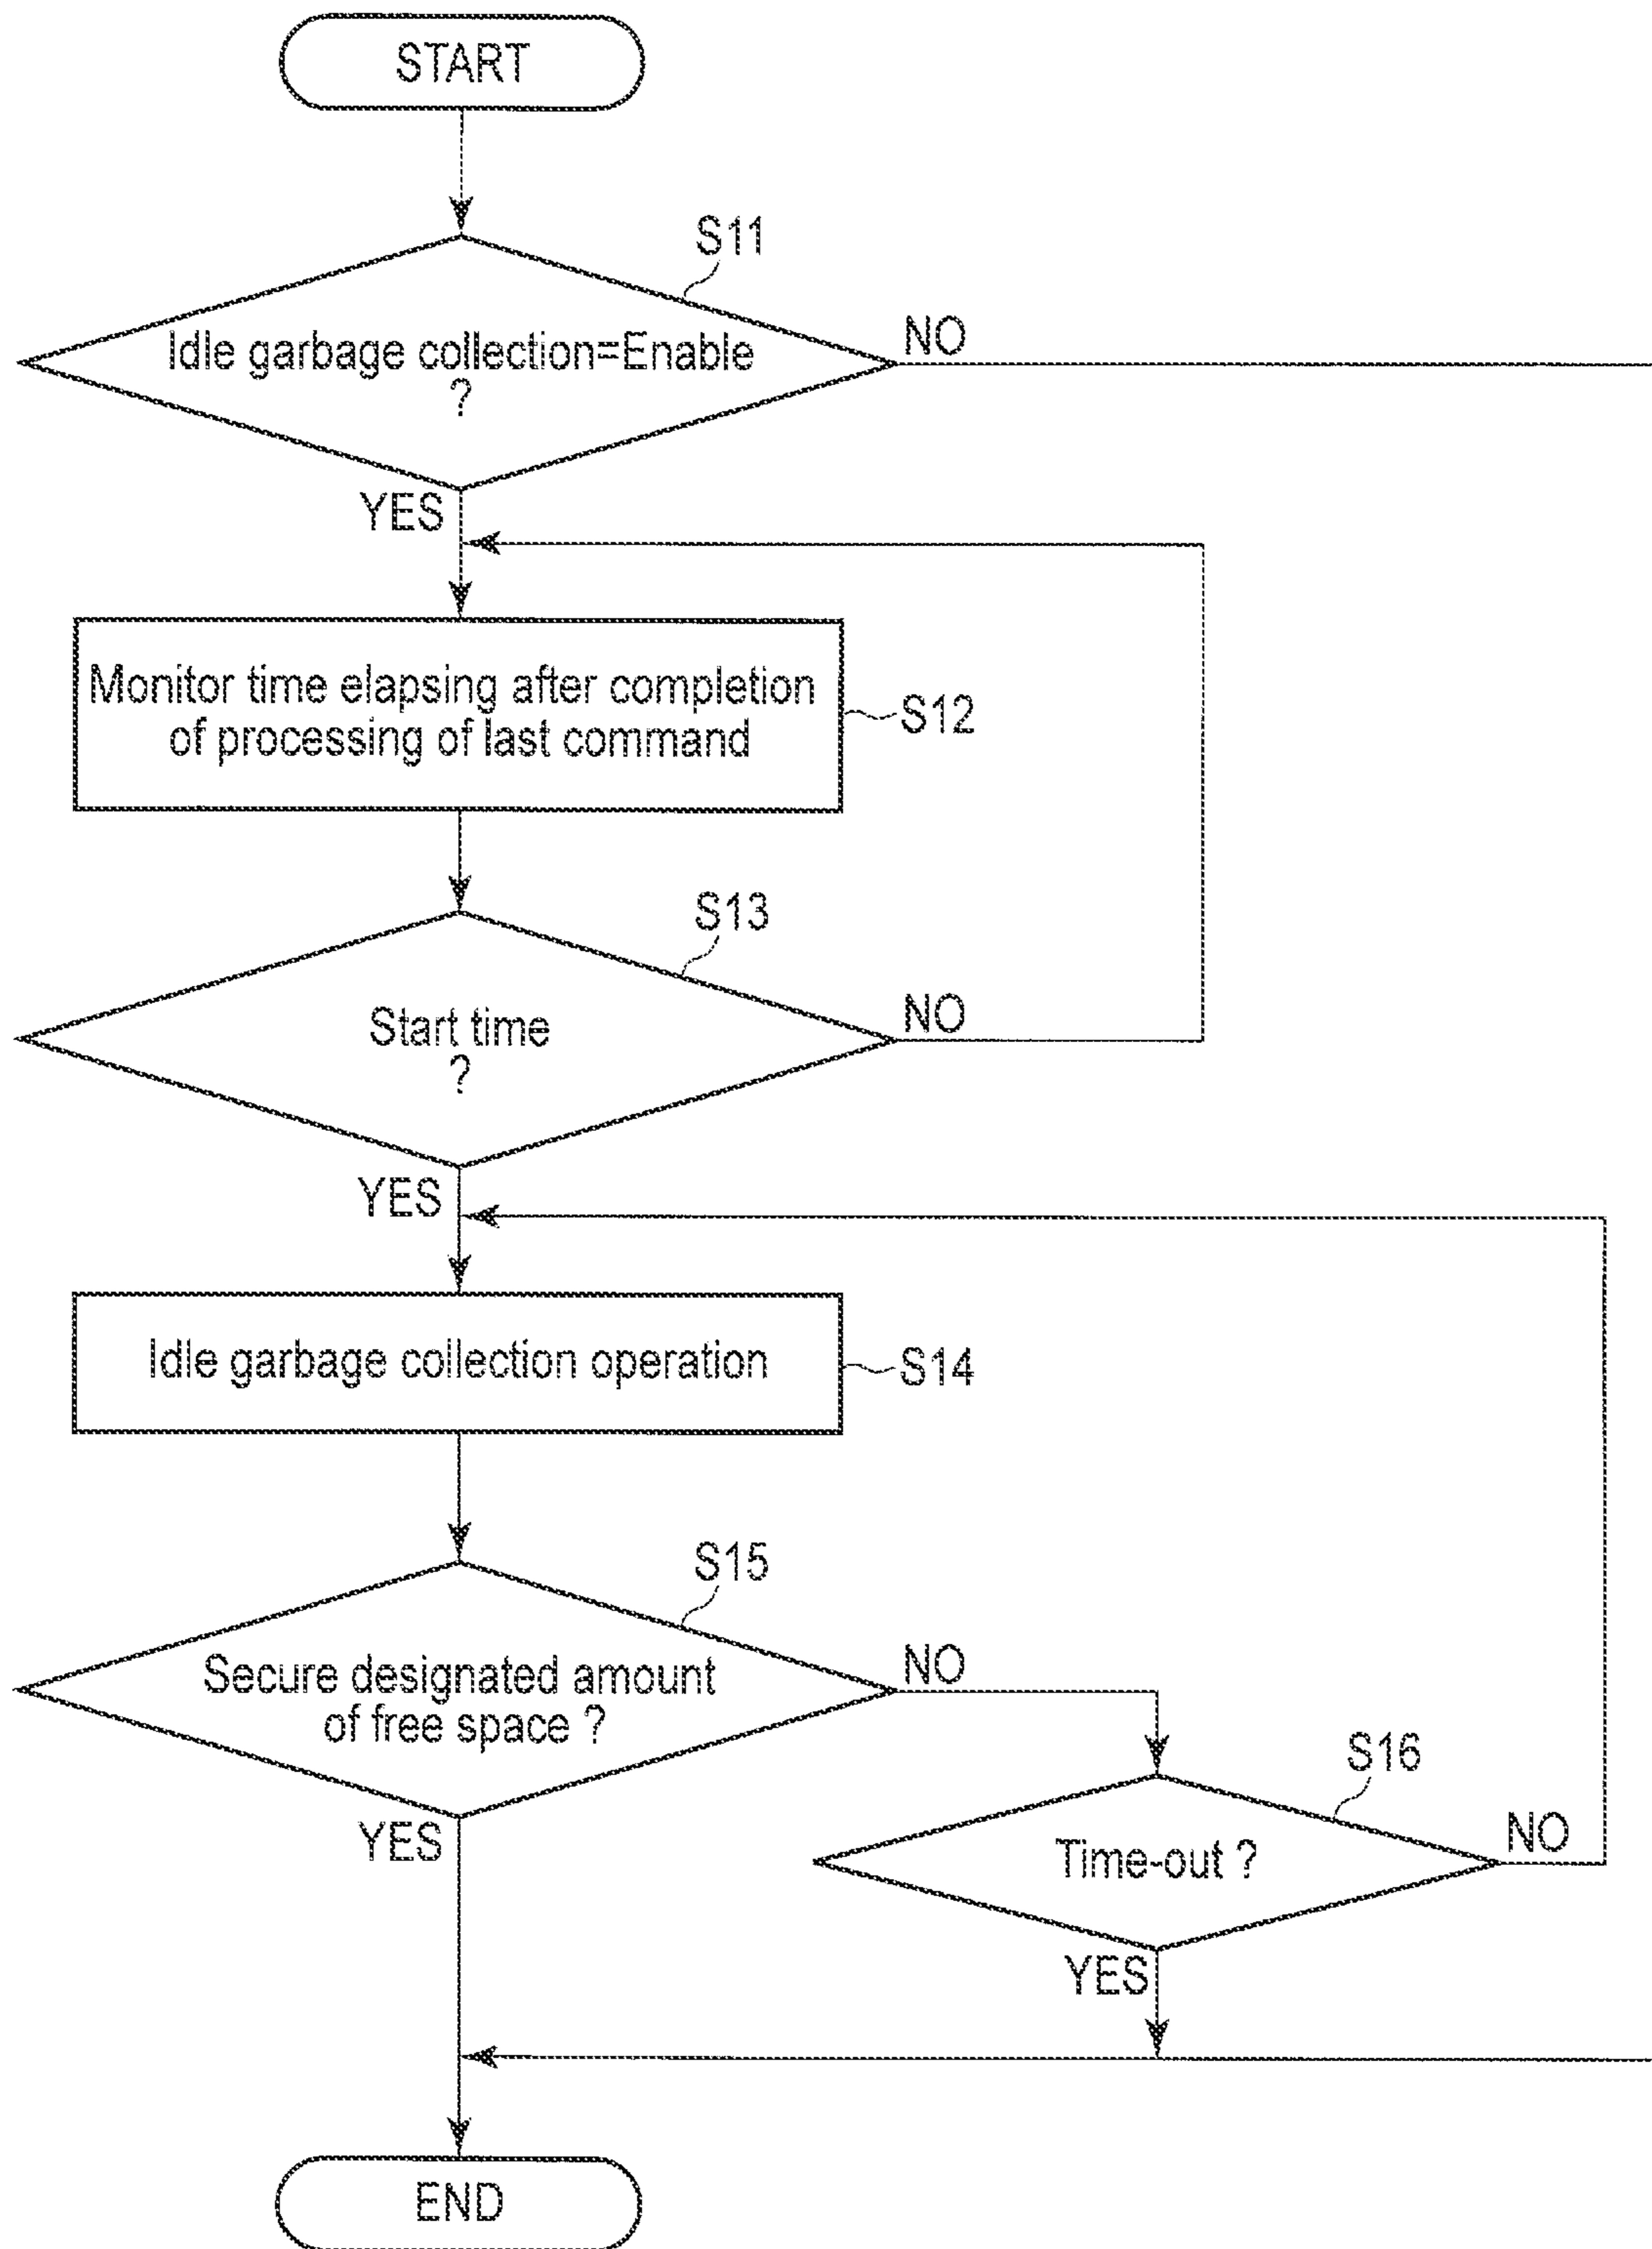 START
S11
Idle garbage collection=Enable
?
NO
YES
Monitor time elapsing after completion
of processing of last command
S12
S13
Start time
?
NO
YES
Idle garbage collection operation
S14
S15
Secure designated amount
of free space ?
NO
YES
S16
Time-out ?
NO
YES
END